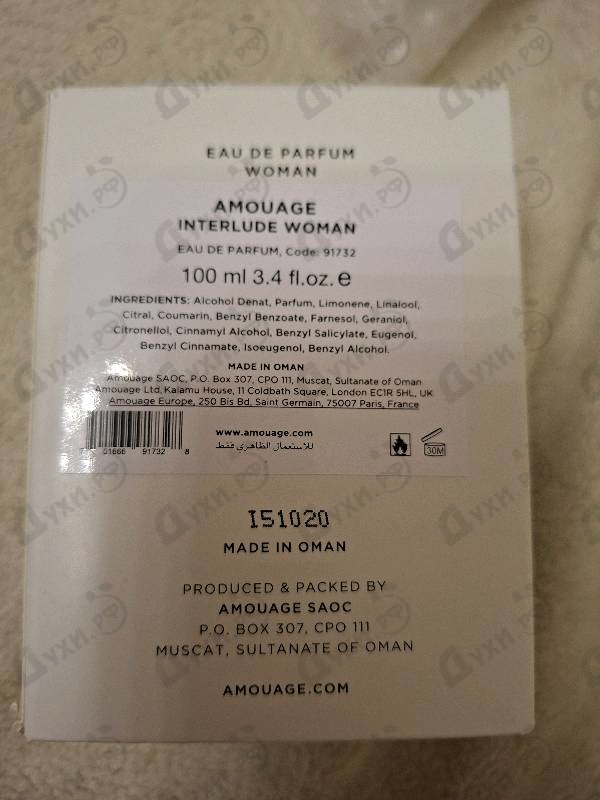 EAU DE PARFUM
WOMAN
AMOUAGE
INTERLUDE WOMAN
EAU DE PARFUM, Code: 91732
100 ml 3.4 fl.oz. e
INGREDIENTS: Alcohol Denat, Parfum, Limonene, Linalool,
Citral, Coumarin, Benzyl Benzoate, Farnesol, Geraniol,
Citronellol, Cinnamyl Alcohol, Benzyl Salicylate, Eugenol,
Benzyl Cinnamate, Isoeugenol, Benzyl Alcohol.
MADE IN OMAN
Amouage SAOC, P.O. Box 307, CPO 111, Muscat, Sultanate of Oman
Amouage Ltd, Kalamu House, 11 Coldbath Square, London EC1R 5HL, UK
Amouage Europe, 250 Bis Bd, Saint Germain, 75007 Paris, France
www.amouage.com
للاستعمال الظاهري فقط
01666 91732 8
30M
I51020
MADE IN OMAN
PRODUCED & PACKED BY
AMOUAGE SAOC
P.O. BOX 307, CPO 111
MUSCAT, SULTANATE OF OMAN
AMOUAGE.COM
Духи.рф